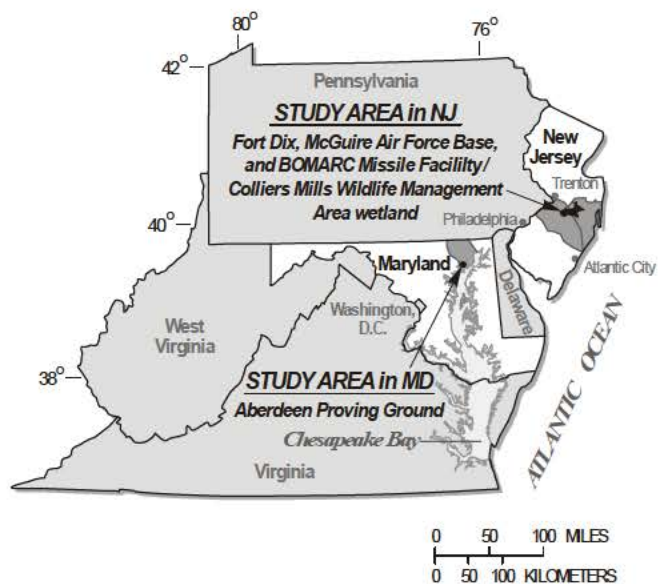 80°
76°
42°
Pennsylvania
STUDY AREA in NJ
Fort Dix, McGuire Air Force Base,
and BOMARC Missile Facililty/
Colliers Mills Wildlife Management
Area wetland
New
Jersey
Trenton
40°
Philadelphia
Maryland
Atlantic City
Delaware
Washington,
D.C.
West
Virginia
38°
STUDY AREA in MD
Aberdeen Proving Ground
Chesapeake Bay
Virginia
ATLANTIC OCEAN
0 50 100 MILES
0 50 100 KILOMETERS